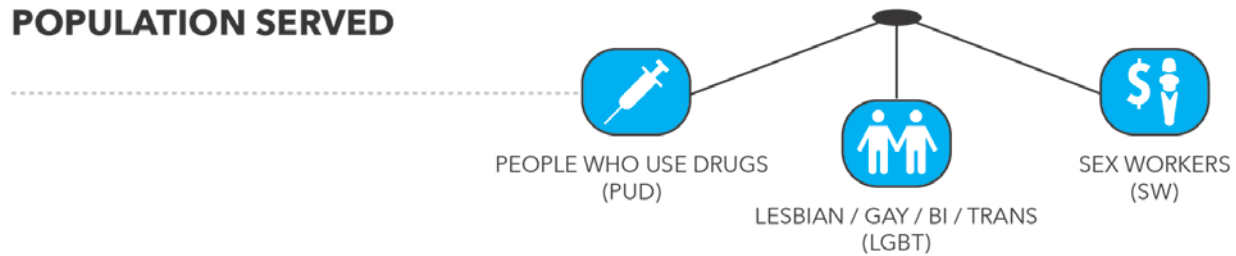 POPULATION SERVED
PEOPLE WHO USE DRUGS
(PUD)
LESBIAN / GAY / BI / TRANS
(LGBT)
$
SEX WORKERS
(SW)